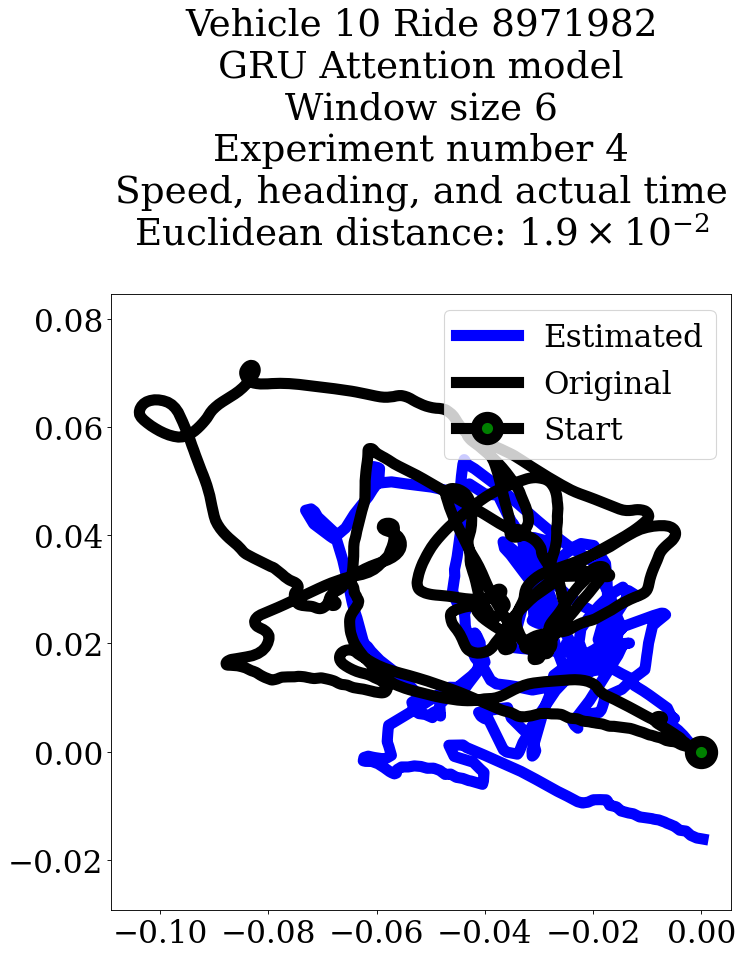 Vehicle 10 Ride 8971982
GRU Attention model
Window size 6
Experiment number 4
Speed, heading, and actual time
Euclidean distance: 1.9 × 10⁻²
Estimated
Original
Start
0.08
0.06
0.04
0.02
0.00
−0.02
−0.10 −0.08 −0.06 −0.04 −0.02 0.00